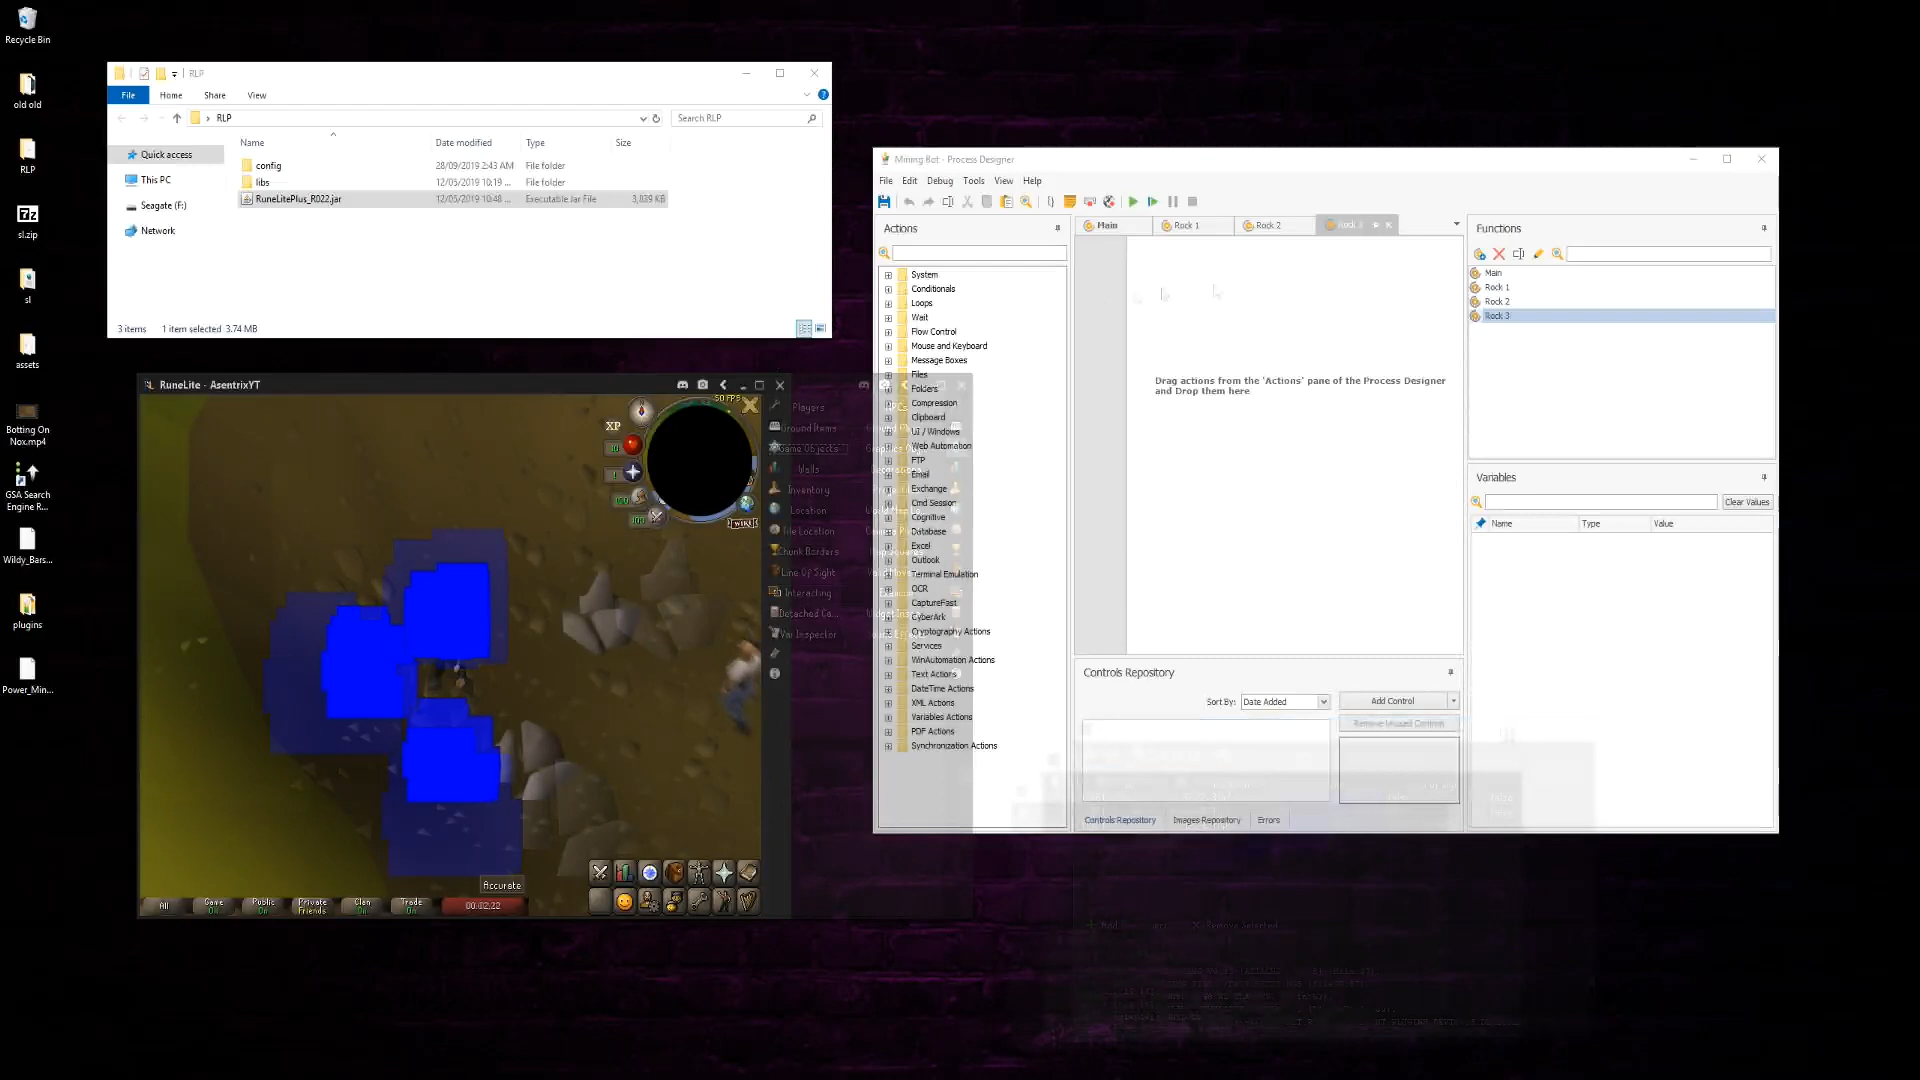 Recycle Bin
old old
RLP
sl.zip
sl
assets
Botting On
Nox.mp4
GSA Search
Engine R...
Wildy_Bars...
plugins
Power_Min...
RLP
File
Home
Share
View
RLP
Search RLP
Name
Date modified
Type
Size
Quick access
This PC
Seagate (F:)
Network
config
28/09/2019 2:43 AM
File folder
libs
12/05/2019 10:19 ...
File folder
RuneLitePlus_R022.jar
12/05/2019 10:48 ...
Executable Jar File
3,839 KB
3 items
1 item selected 3.74 MB
RuneLite - AsentrixYT
50 FPS
XP
WIKI
Players
Ground Items
Game Objects
Walls
Inventory
Location
Tile Location
Chunk Borders
Line Of Sight
Interacting
Detached Ca...
Var Inspector
Accurate
All
Game
On
Public
On
Private
Friends
Clan
On
Trade
On
00:02:22
Mining Bot - Process Designer
File
Edit
Debug
Tools
View
Help
Actions
System
Conditionals
Loops
Wait
Flow Control
Mouse and Keyboard
Message Boxes
Files
Folders
Compression
Clipboard
UI / Windows
Web Automation
FTP
Email
Exchange
Cmd Session
Cognitive
Database
Excel
Outlook
Terminal Emulation
OCR
CaptureFast
CyberArk
Cryptography Actions
Services
WinAutomation Actions
Text Actions
DateTime Actions
XML Actions
Variables Actions
PDF Actions
Synchronization Actions
Main
Rock 1
Rock 2
Rock 3
Drag actions from the 'Actions' pane of the Process Designer
and Drop them here
Controls Repository
Sort By:
Date Added
Add Control
Remove Unused Controls
Controls Repository
Images Repository
Errors
Functions
Main
Rock 1
Rock 2
Rock 3
Variables
Clear Values
Name
Type
Value